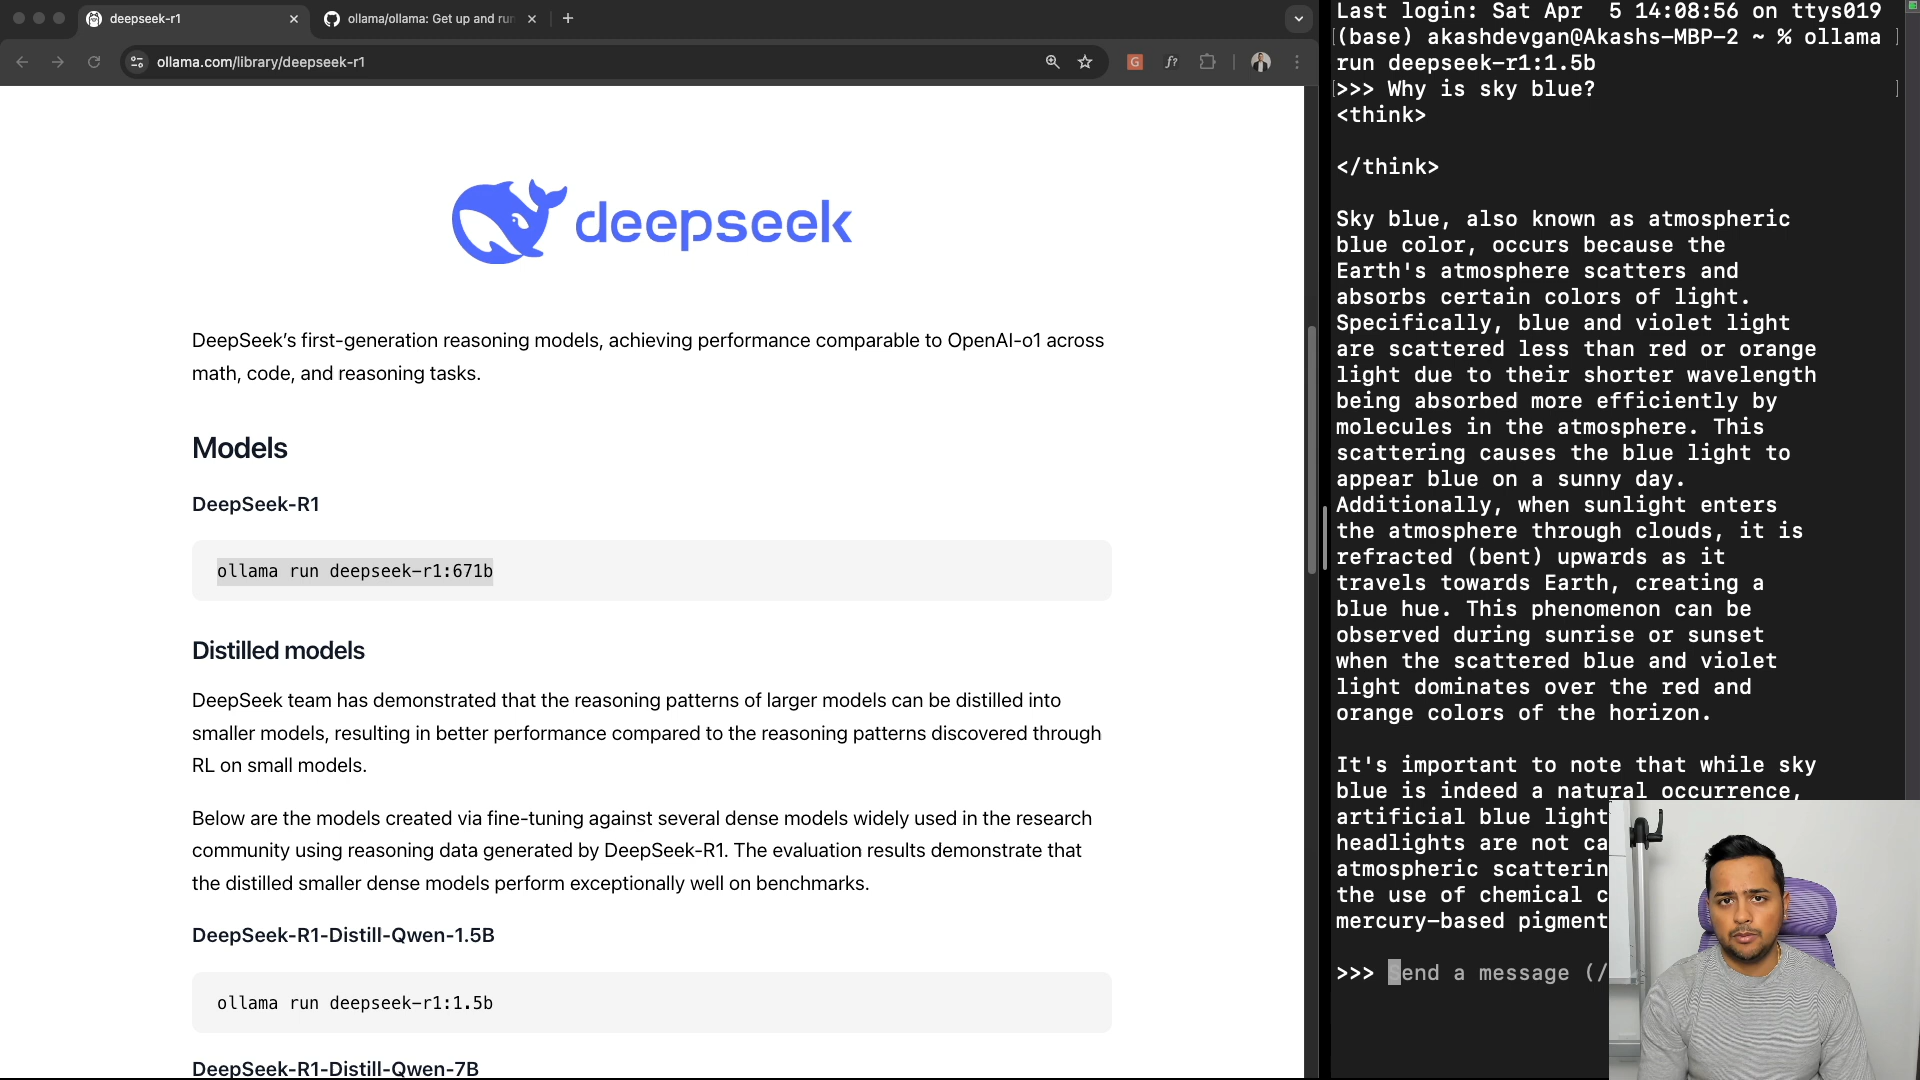 deepseek-r1
ollama/ollama: Get up and run
ollama.com/library/deepseek-r1
deepseek
DeepSeek’s first-generation reasoning models, achieving performance comparable to OpenAI-o1 across
math, code, and reasoning tasks.
Models
DeepSeek-R1
ollama run deepseek-r1:671b
Distilled models
DeepSeek team has demonstrated that the reasoning patterns of larger models can be distilled into
smaller models, resulting in better performance compared to the reasoning patterns discovered through
RL on small models.
Below are the models created via fine-tuning against several dense models widely used in the research
community using reasoning data generated by DeepSeek-R1. The evaluation results demonstrate that
the distilled smaller dense models perform exceptionally well on benchmarks.
DeepSeek-R1-Distill-Qwen-1.5B
ollama run deepseek-r1:1.5b
DeepSeek-R1-Distill-Qwen-7B
Last login: Sat Apr  5 14:08:56 on ttys019
(base) akashdevgan@Akashs-MBP-2 ~ % ollama
run deepseek-r1:1.5b
>>> Why is sky blue?
<think>
</think>
Sky blue, also known as atmospheric
blue color, occurs because the
Earth's atmosphere scatters and
absorbs certain colors of light.
Specifically, blue and violet light
are scattered less than red or orange
light due to their shorter wavelength
being absorbed more efficiently by
molecules in the atmosphere. This
scattering causes the blue light to
appear blue on a sunny day.
Additionally, when sunlight enters
the atmosphere through clouds, it is
refracted (bent) upwards as it
travels towards Earth, creating a
blue hue. This phenomenon can be
observed during sunrise or sunset
when the scattered blue and violet
light dominates over the red and
orange colors of the horizon.
It's important to note that while sky
blue is indeed a natural occurrence,
artificial blue light
headlights are not ca
atmospheric scatterin
the use of chemical c
mercury-based pigment
>>> Send a message (/